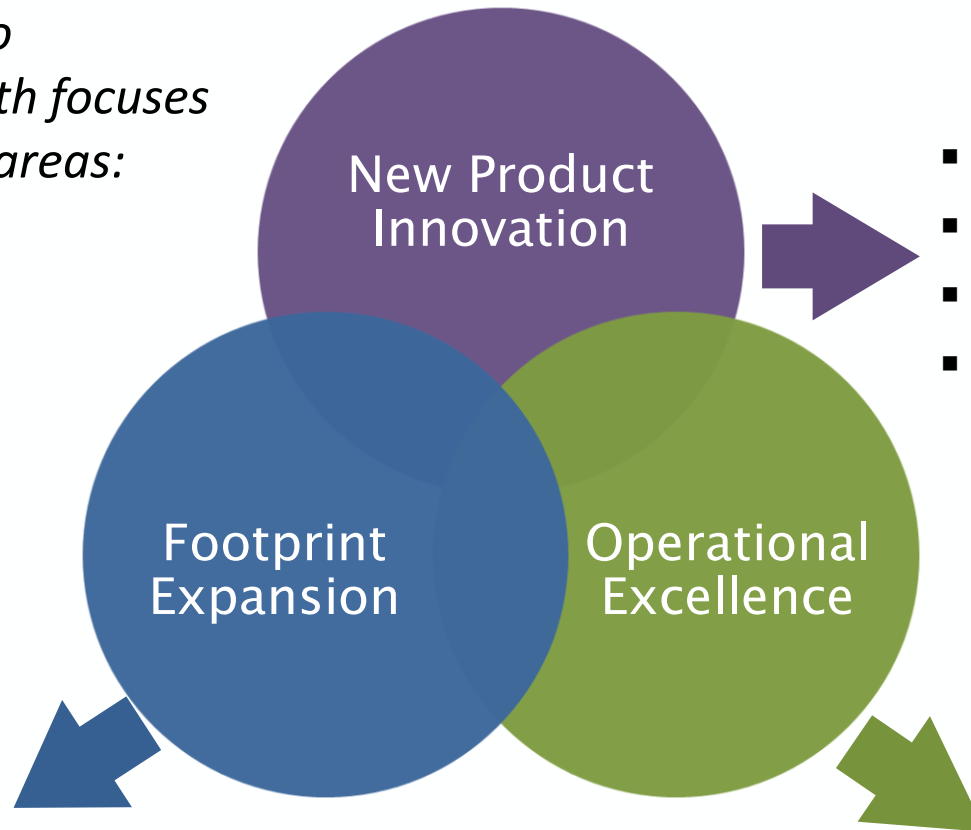 th focuses
areas:
New Product
Innovation
Footprint
Expansion
Operational
Excellence